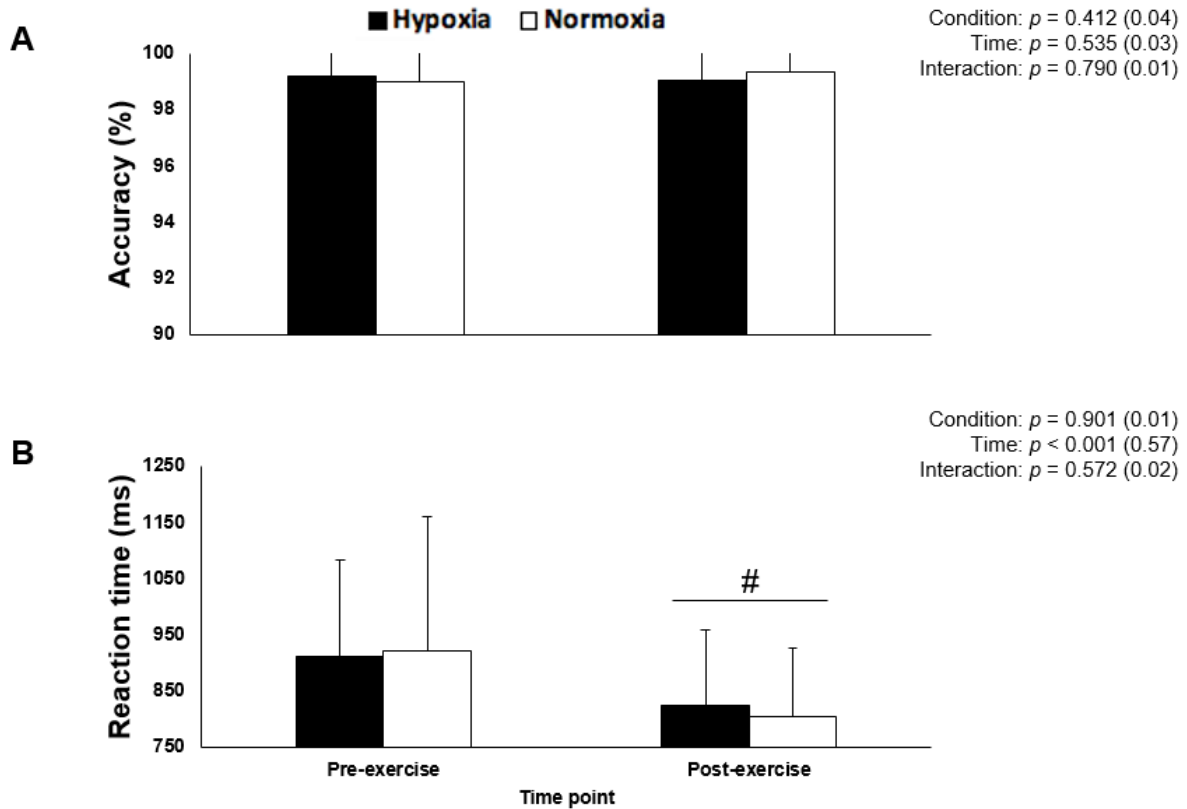 Hypoxia Normoxia
A
Condition: p = 0.412 (0.04)
Time: p = 0.535 (0.03)
Interaction: p = 0.790 (0.01)
Accuracy (%)
100
98
96
94
92
90
B
Condition: p = 0.901 (0.01)
Time: p < 0.001 (0.57)
Interaction: p = 0.572 (0.02)
Reaction time (ms)
1250
1150
1050
950
850
750
#
Pre-exercise Post-exercise
Time point